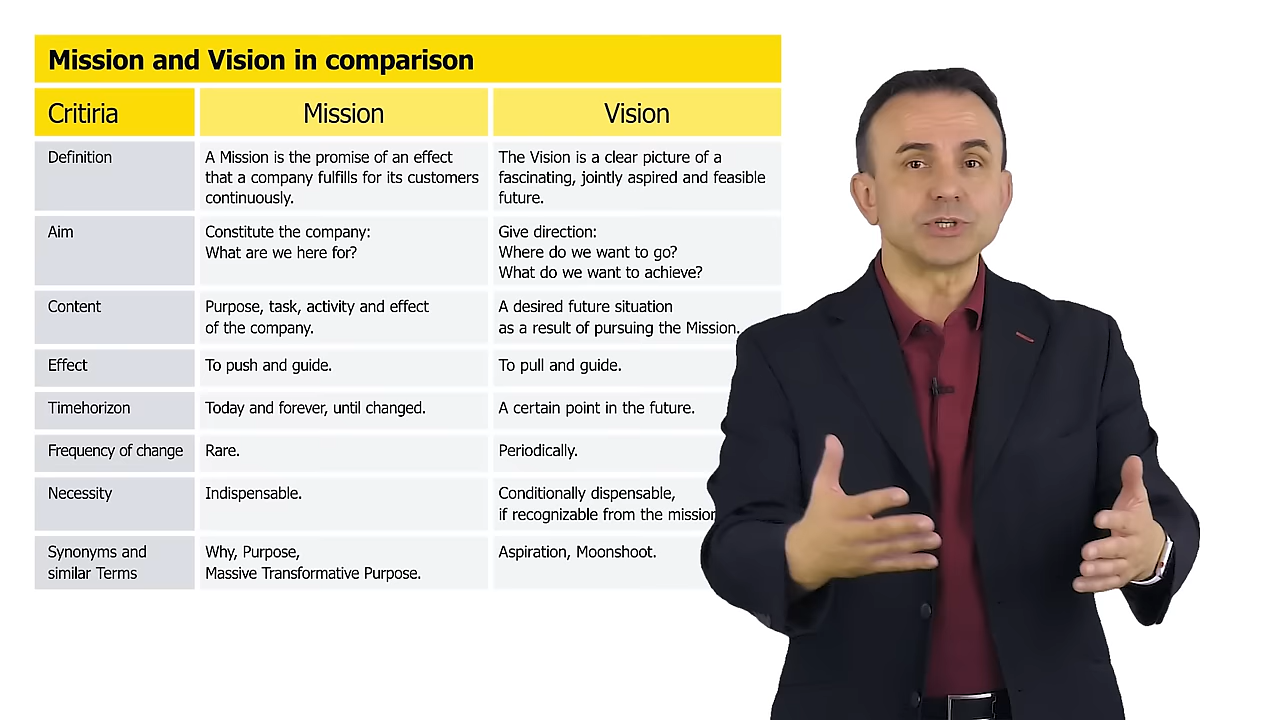 Mission and Vision in comparison
Critiria
Mission
Vision
Definition
A Mission is the promise of an effect
that a company fulfills for its customers
continuously.
The Vision is a clear picture of a
fascinating, jointly aspired and feasible
future.
Aim
Constitute the company:
What are we here for?
Give direction:
Where do we want to go?
What do we want to achieve?
Content
Purpose, task, activity and effect
of the company.
A desired future situation
as a result of pursuing the Mission.
Effect
To push and guide.
To pull and guide.
Timehorizon
Today and forever, until changed.
A certain point in the future.
Frequency of change
Rare.
Periodically.
Necessity
Indispensable.
Conditionally dispensable,
if recognizable from the mission
Synonyms and
similar Terms
Why, Purpose,
Massive Transformative Purpose.
Aspiration, Moonshoot.